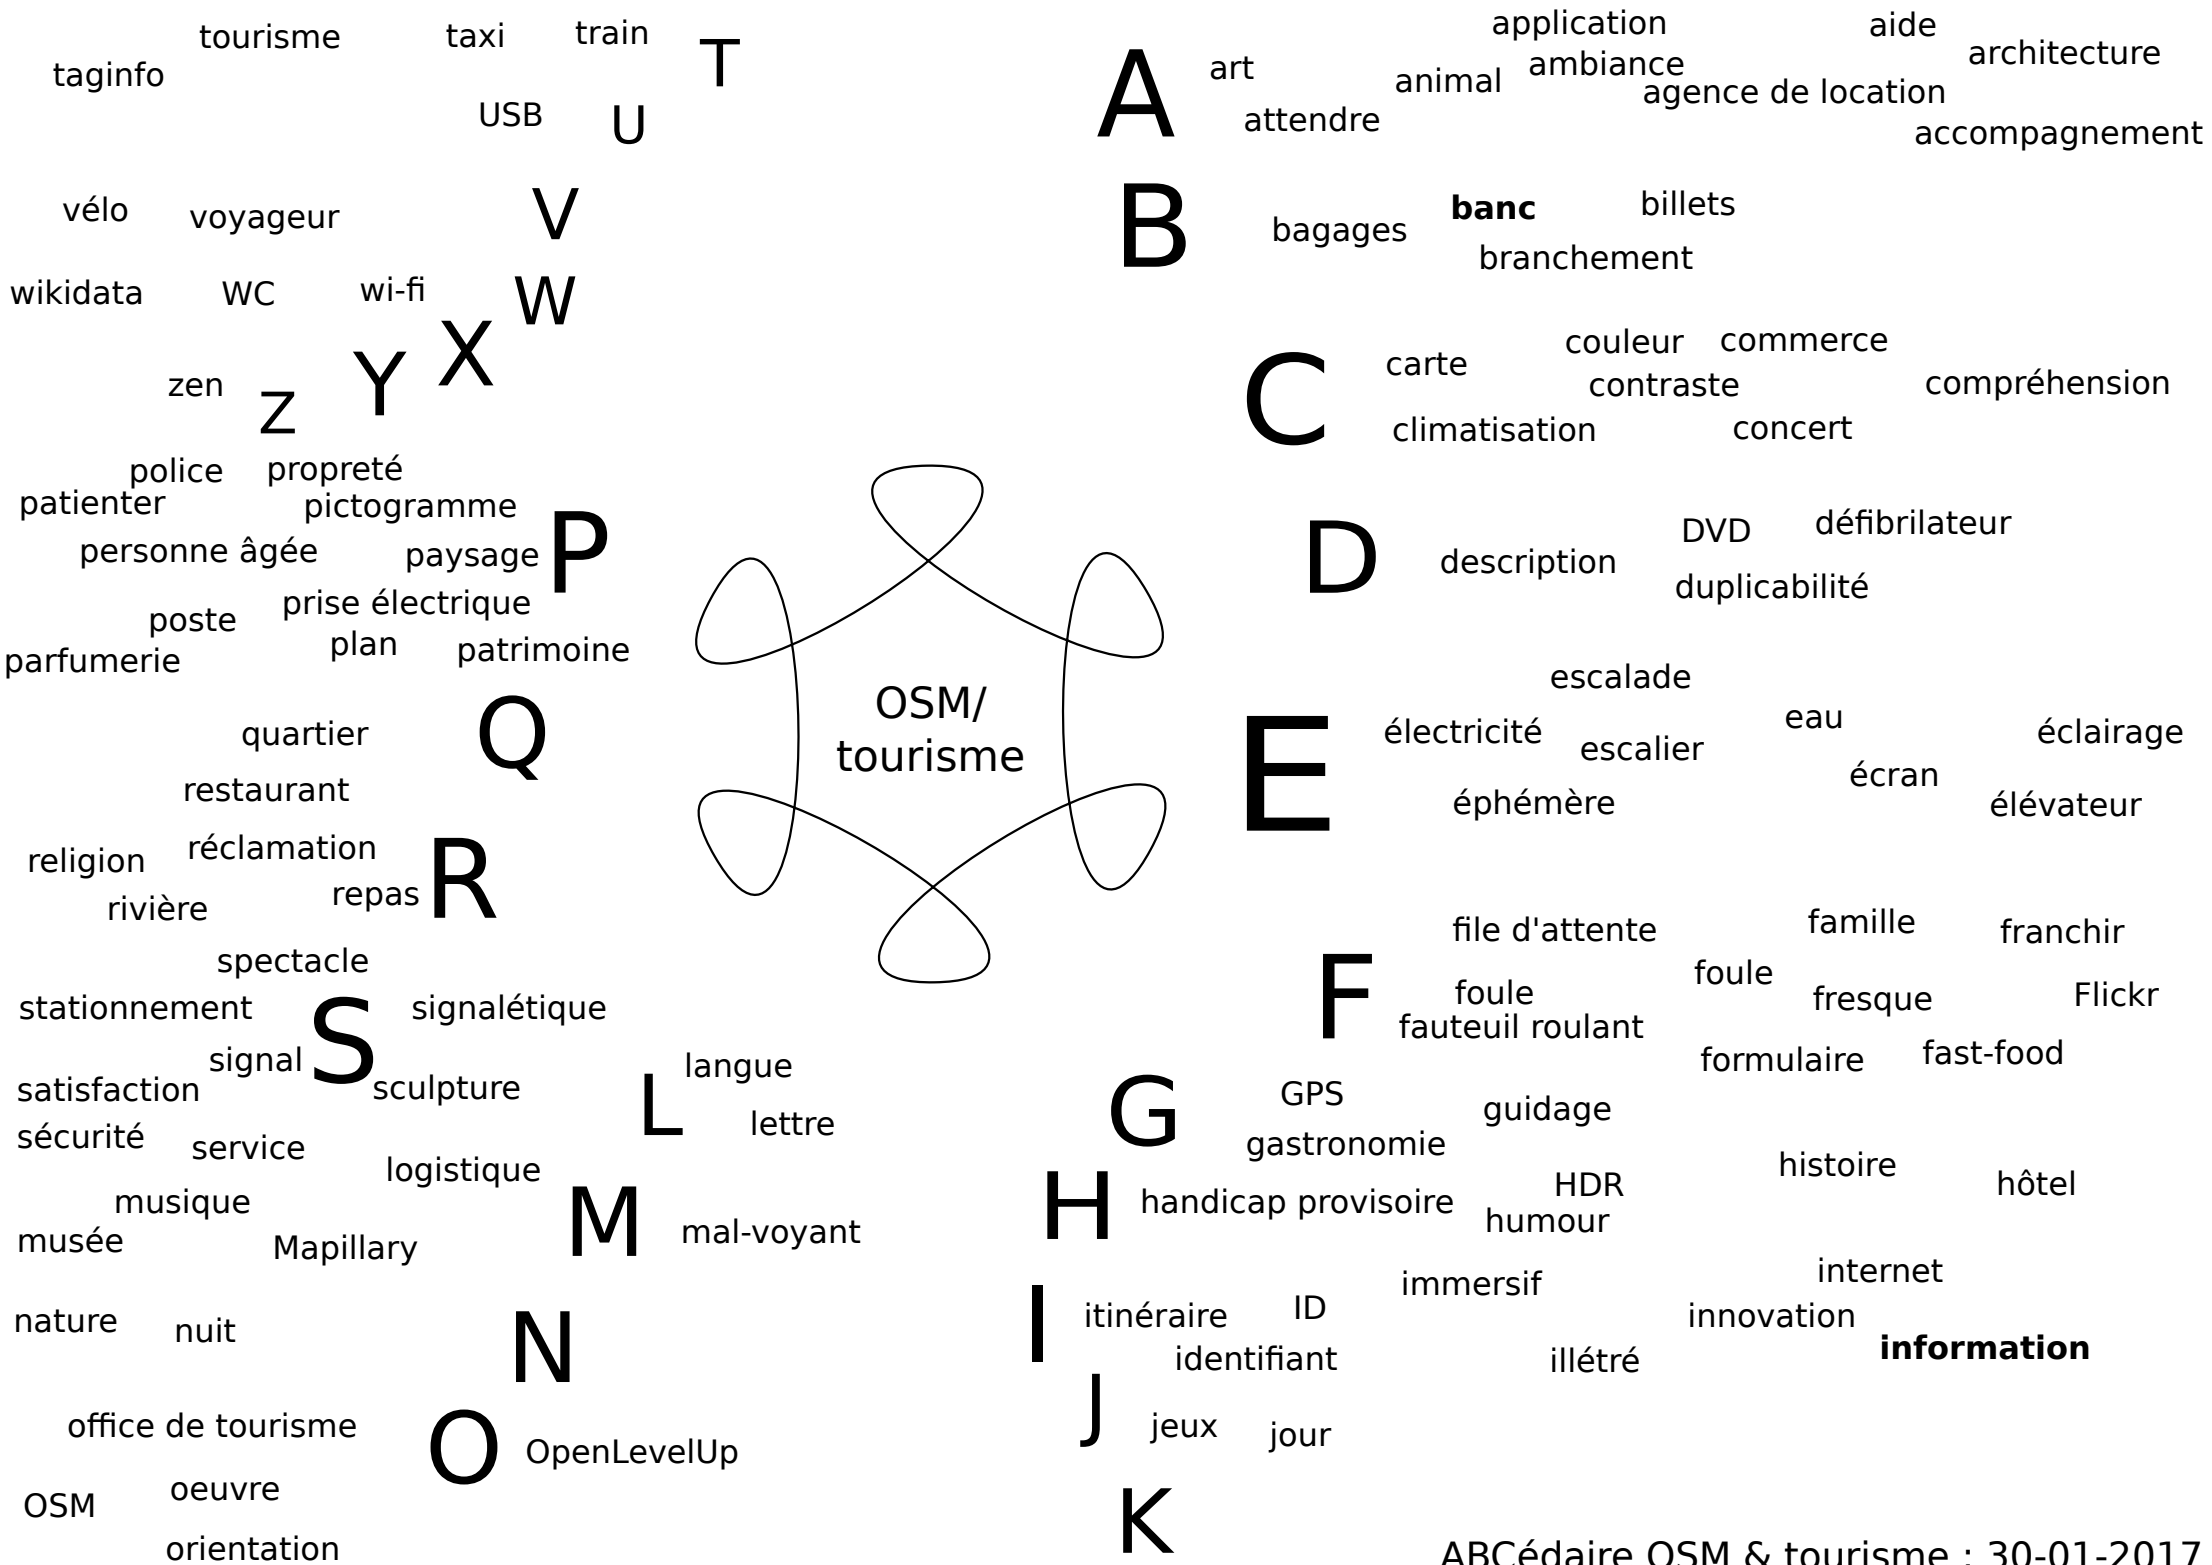 A
art
application
aide
architecture
ambiance
animal
agence de location
attendre
accompagnement
B
bagages
banc
billets
branchement
C
carte
couleur
commerce
contraste
compréhension
climatisation
concert
D
description
DVD
défibrilateur
duplicabilité
E
escalade
électricité
eau
éclairage
escalier
écran
éphémère
élévateur
F
file d'attente
famille
franchir
foule
foule
fresque
Flickr
fauteuil roulant
formulaire
fast-food
G
GPS
guidage
gastronomie
H
handicap provisoire
HDR
histoire
hôtel
humour
I
itinéraire
ID
immersif
internet
innovation
identifiant
illétré
information
J
jeux
jour
K
L
langue
lettre
logistique
M
musique
mal-voyant
musée
Mapillary
N
nature
nuit
O
office de tourisme
OpenLevelUp
oeuvre
OSM
orientation
P
police
propreté
patienter
pictogramme
personne âgée
paysage
prise électrique
poste
plan
patrimoine
parfumerie
Q
quartier
R
restaurant
réclamation
religion
repas
rivière
S
spectacle
stationnement
signalétique
signal
satisfaction
sculpture
sécurité
service
T
tourisme
taxi
train
taginfo
U
USB
V
vélo
voyageur
W
wikidata
WC
wi-fi
X
Y
Z
zen
OSM/
tourisme
ABCédaire OSM & tourisme : 30-01-2017